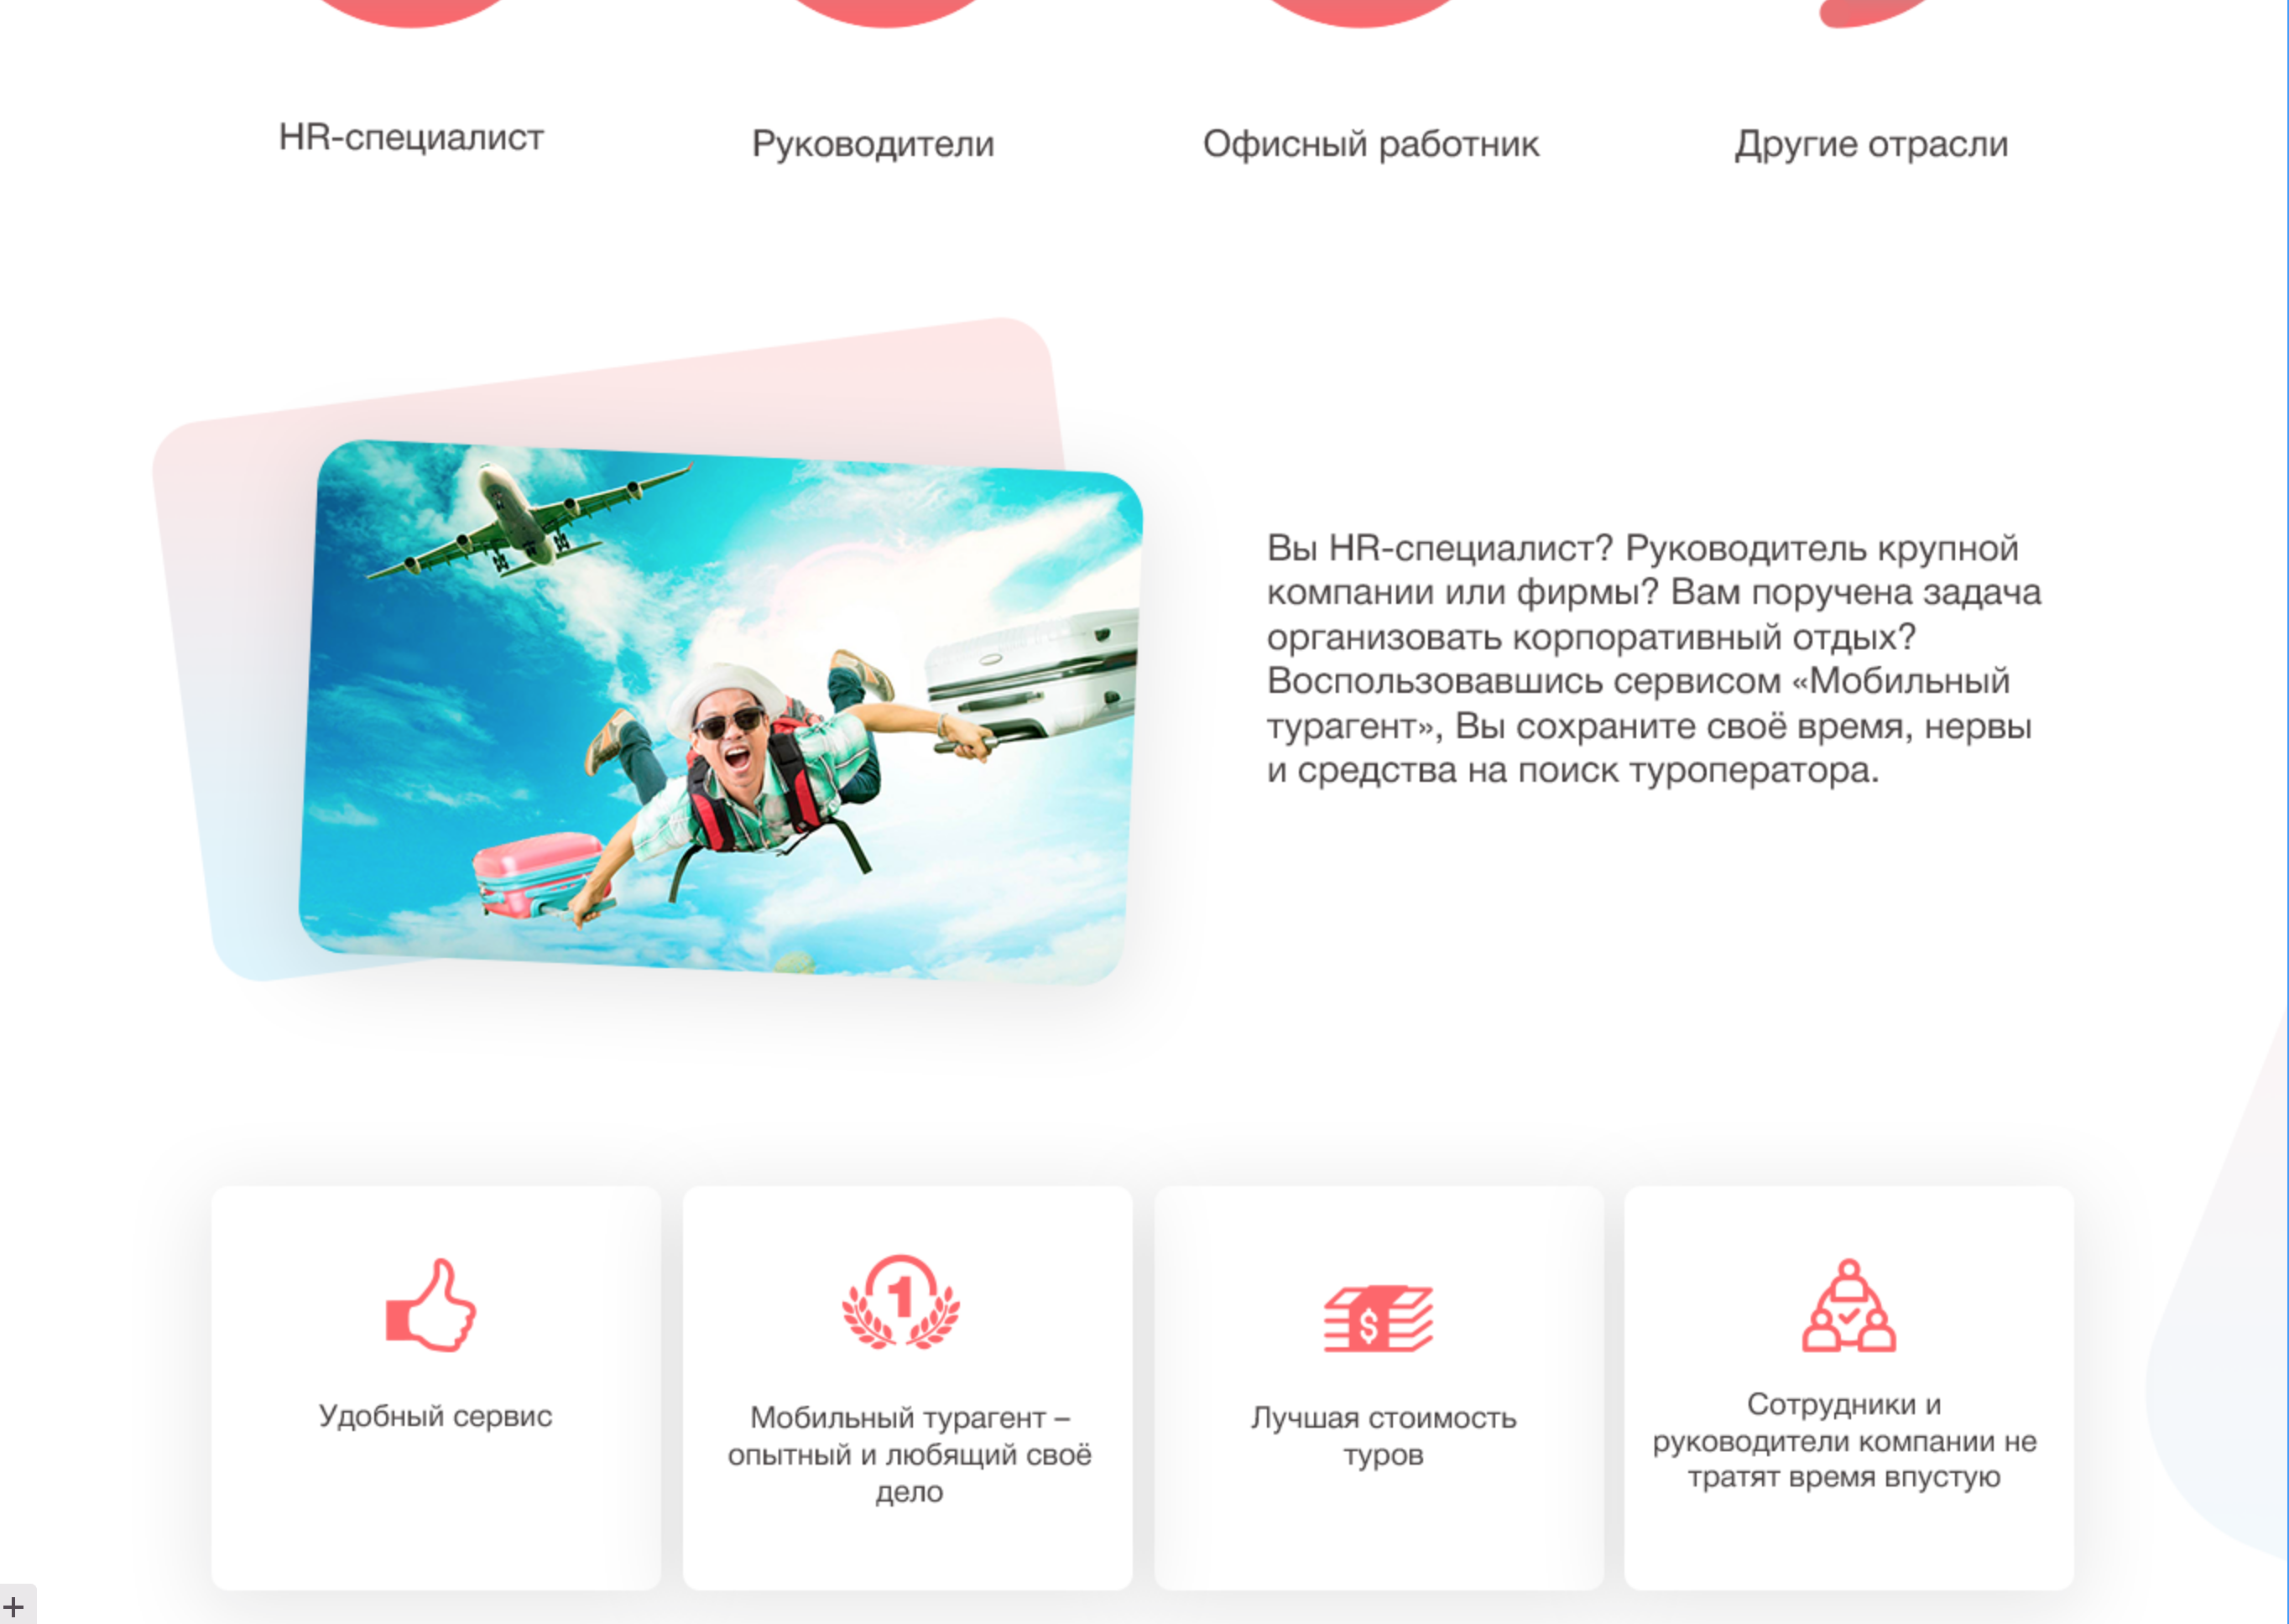 HR-специалист
Руководители
Офисный работник
Другие отрасли
Вы HR-специалист? Руководитель крупной
компании или фирмы? Вам поручена задача
организовать корпоративный отдых?
Воспользовавшись сервисом «Мобильный
турагент», Вы сохраните своё время, нервы
и средства на поиск туроператора.
Удобный сервис
1
Мобильный турагент –
опытный и любящий своё
дело
$
Лучшая стоимость
туров
Сотрудники и
руководители компании не
тратят время впустую